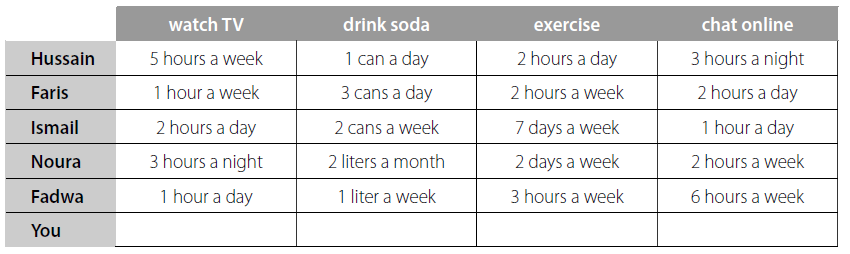 watch TV drink soda exercise chat online
Hussain 5 hours a week 1 can a day 2 hours a day 3 hours a night
Faris 1 hour a week 3 cans a day 2 hours a week 2 hours a day
Ismail 2 hours a day 2 cans a week 7 days a week 1 hour a day
Noura 3 hours a night 2 liters a month 2 days a week 2 hours a week
Fadwa 1 hour a day 1 liter a week 3 hours a week 6 hours a week
You